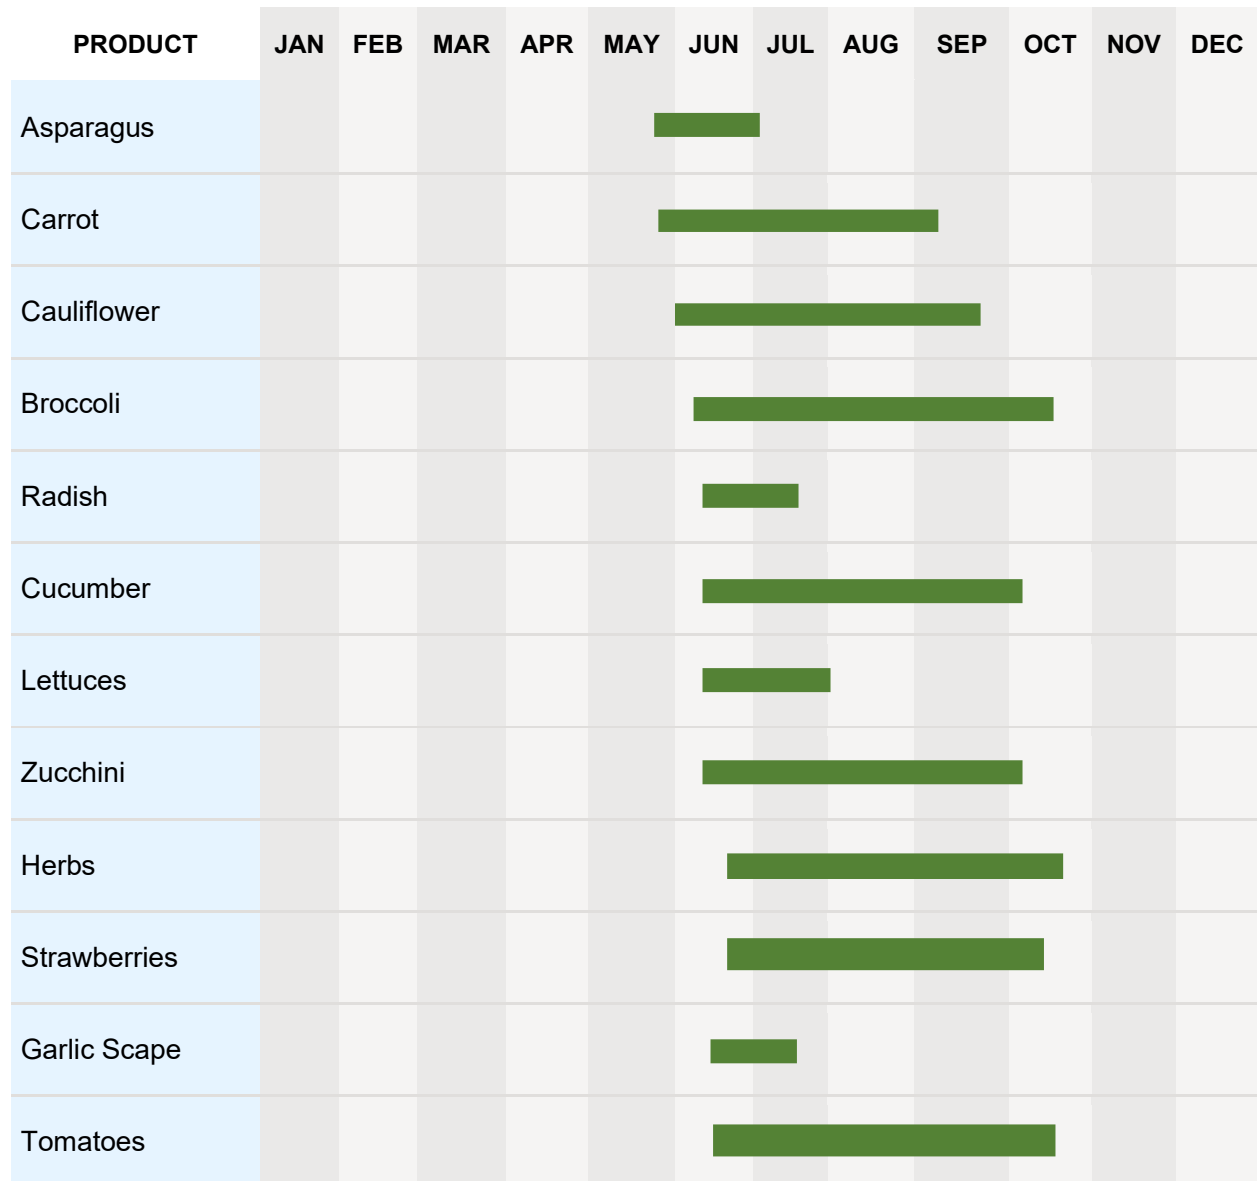 PRODUCT JAN FEB MAR APR MAY JUN JUL AUG SEP OCT NOV DEC
Asparagus
Carrot
Cauliflower
Broccoli
Radish
Cucumber
Lettuces
Zucchini
Herbs
Strawberries
Garlic Scape
Tomatoes